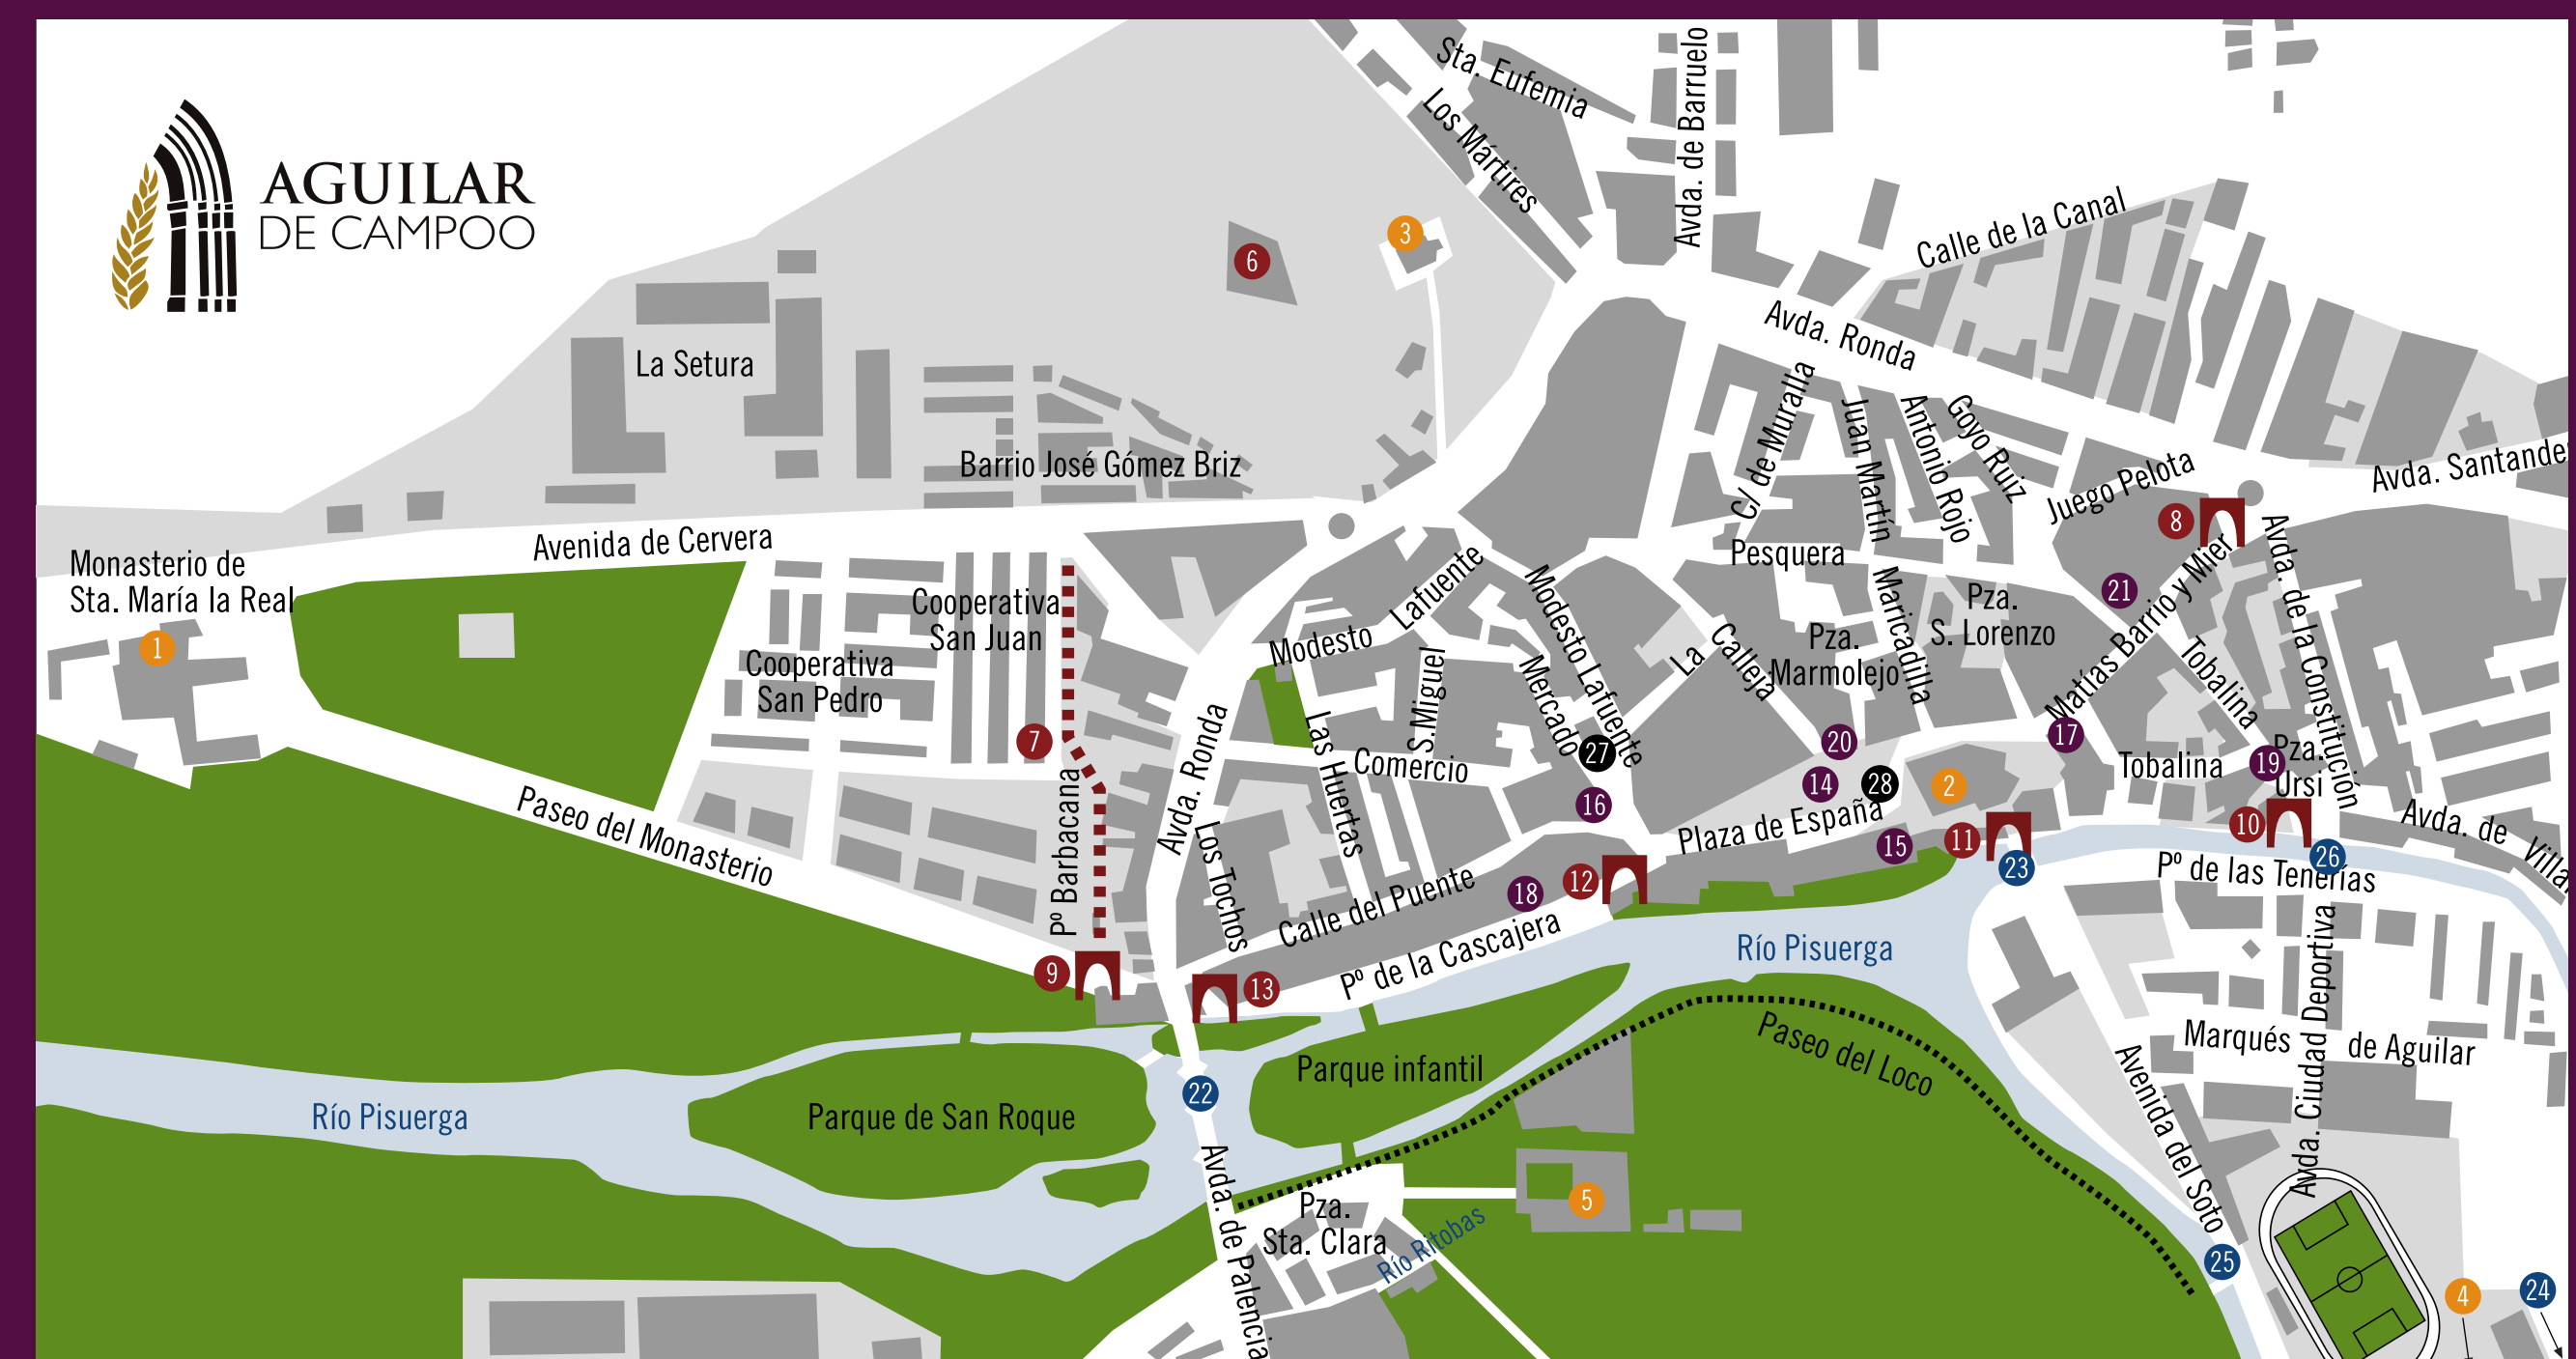 AGUILAR
DE CAMPOO
Sta. Eufemia
Los Mártires
Avda. de Barruelo
Calle de la Canal
3
6
Avda. Ronda
La Setura
C/ de Muralla
Juan Martín
Antonio Rojo
Goyo Ruiz
Barrio José Gómez Briz
Juego Pelota
Avda. Santande
8
Avenida de Cervera
Monasterio de
Sta. María la Real
1
Cooperativa
San Juan
Cooperativa
San Pedro
7
Modesto
Lafuente
Modesto Lafuente
Pesquera
Maricadilla
Pza.
S. Lorenzo
Pza.
Marmolejo
La
Calleja
21
Matías Barrio y Mier
Avda. de la Constitución
Tobalina
S.Miguel
Mercado
Las Huertas
Comercio
27
20
17
Tobalina
19
Pza.
Ursi
14
28
2
16
Plaza de España
15
11
23
10
26
Avda. de
Villa
Pº de las Tenerías
Paseo del Monasterio
Pº Barbacana
Avda. Ronda
Los Tochos
Calle del Puente
18
12
Pº de la Cascajera
Río Pisuerga
9
13
Paseo del Loco
Marqués
de Aguilar
Avda. Ciudad Deportiva
Avenida del Soto
Parque infantil
22
Río Pisuerga
Parque de San Roque
Avda. de Palencia
Pza.
Sta. Clara
Río Ritobas
5
25
4
24